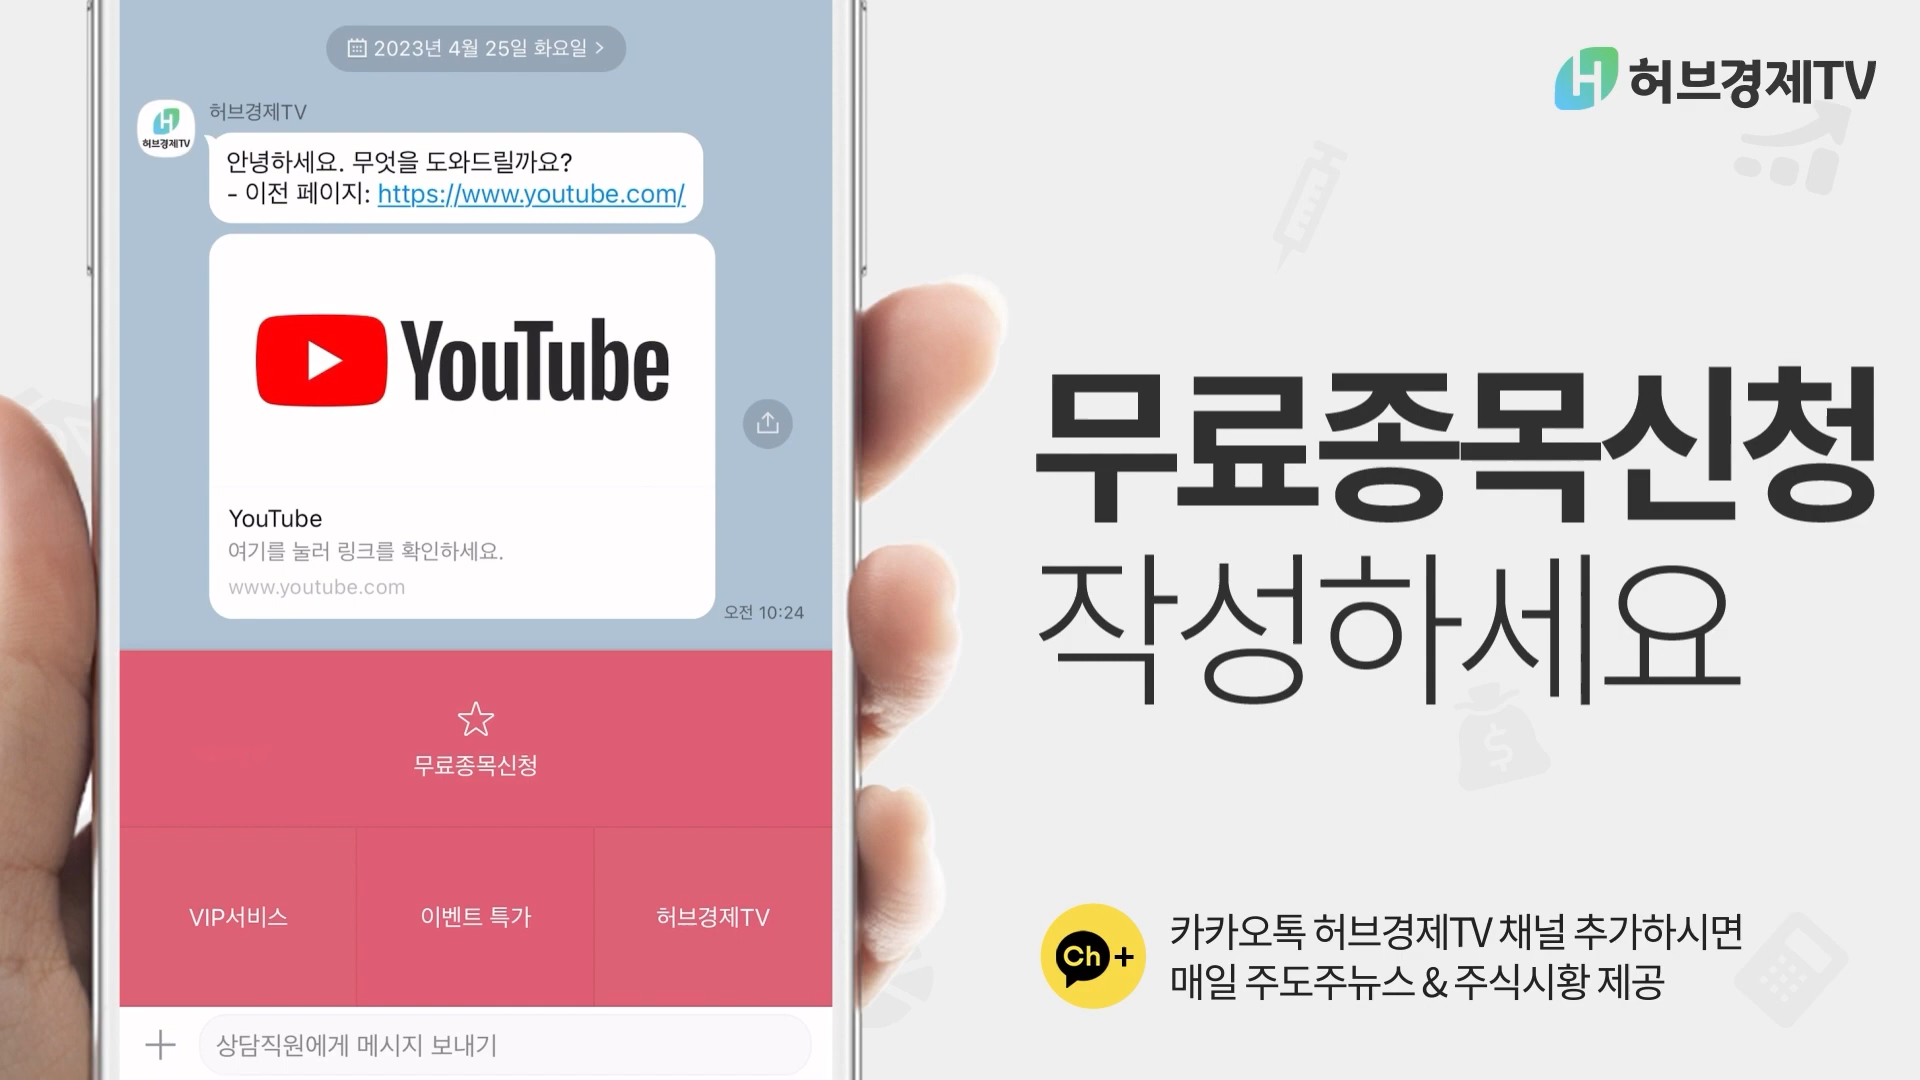 2023년 4월 25일 화요일 >
허브경제TV
허브경제TV
안녕하세요. 무엇을 도와드릴까요?
- 이전 페이지: https://www.youtube.com/
YouTube
YouTube
여기를 눌러 링크를 확인하세요.
www.youtube.com
오전 10:24
무료종목신청
VIP서비스
이벤트 특가
허브경제TV
상담직원에게 메시지 보내기
허브경제TV
무료종목신청
작성하세요
Ch+
카카오톡 허브경제TV 채널 추가하시면
매일 주도주뉴스 & 주식시황 제공